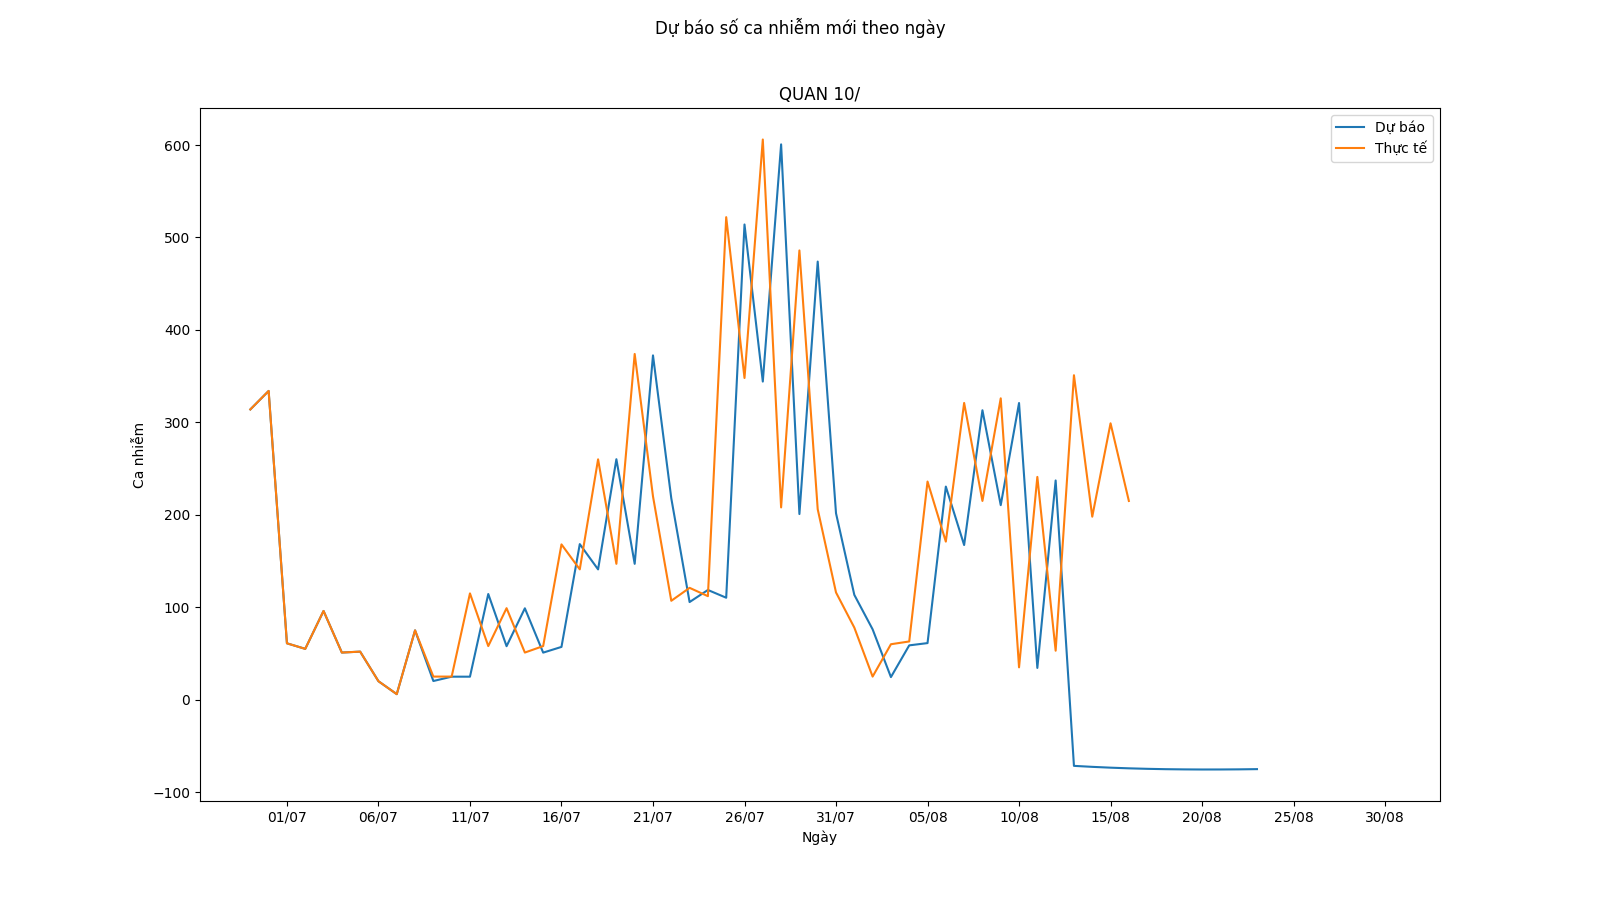 Dự báo số ca nhiễm mới theo ngày
QUAN 10/
Dự báo
Thực tế
600
500
400
300
200
100
0
−100
Ca nhiễm
01/07 06/07 11/07 16/07 21/07 26/07 31/07 05/08 10/08 15/08 20/08 25/08 30/08
Ngày